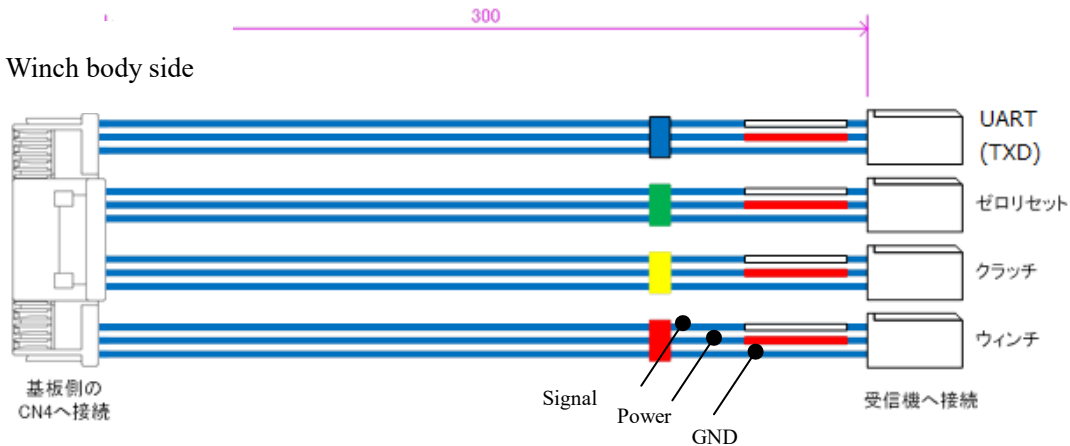 300
Winch body side
UART
(TXD)
ゼロリセット
クラッチ
ウィンチ
Signal
Power
GND
基板側の
CN4へ接続
受信機へ接続